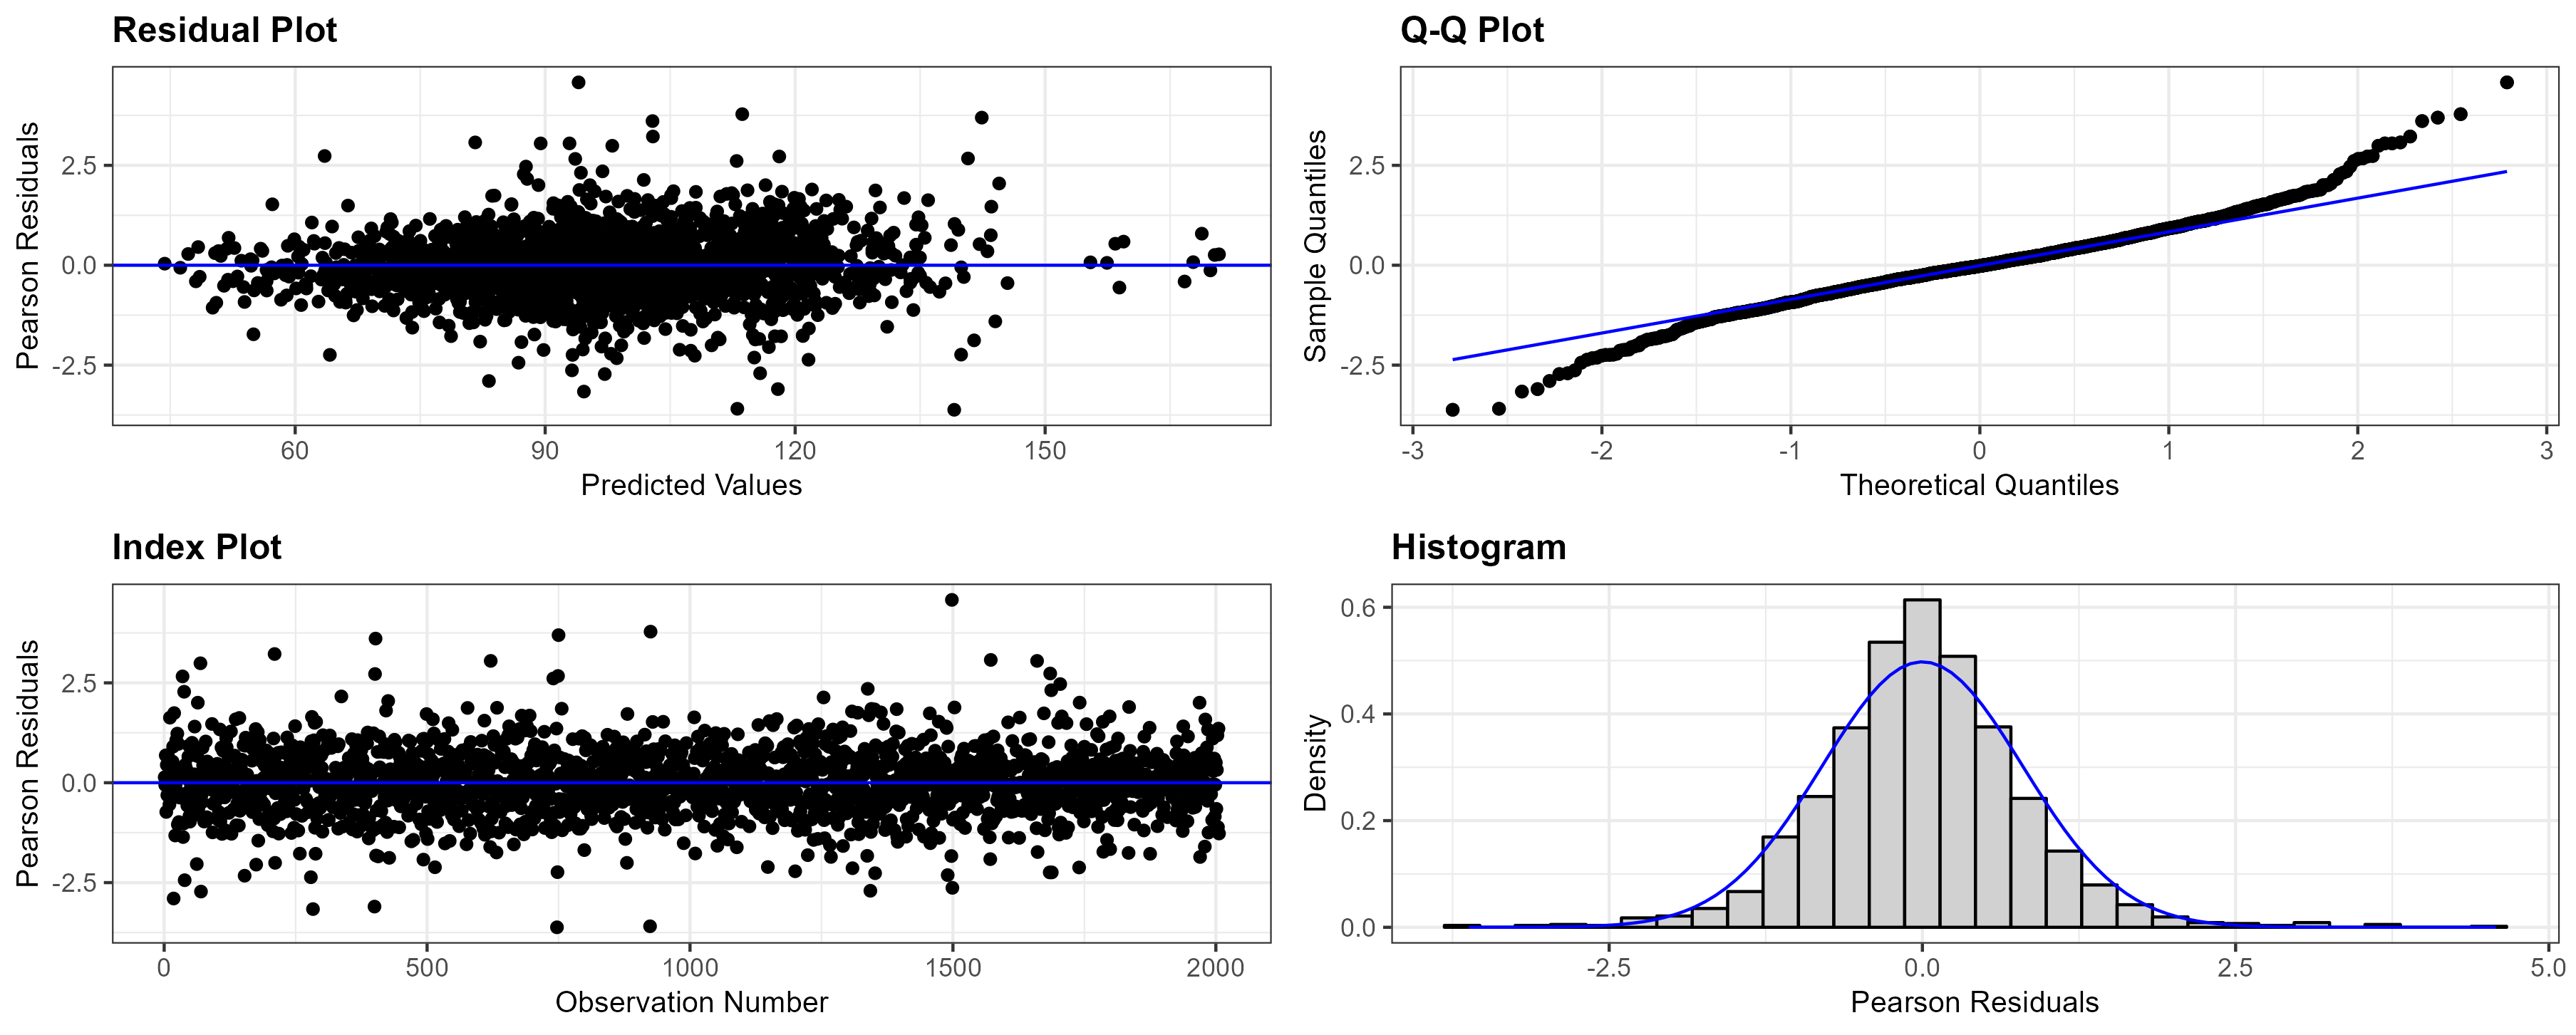 Residual Plot
Pearson Residuals
2.5
0.0
-2.5
60 90 120 150
Predicted Values
Q-Q Plot
Sample Quantiles
2.5
0.0
-2.5
-3 -2 -1 0 1 2 3
Theoretical Quantiles
Index Plot
Pearson Residuals
2.5
0.0
-2.5
0 500 1000 1500 2000
Observation Number
Histogram
Density
0.6
0.4
0.2
0.0
-2.5 0.0 2.5 5.0
Pearson Residuals